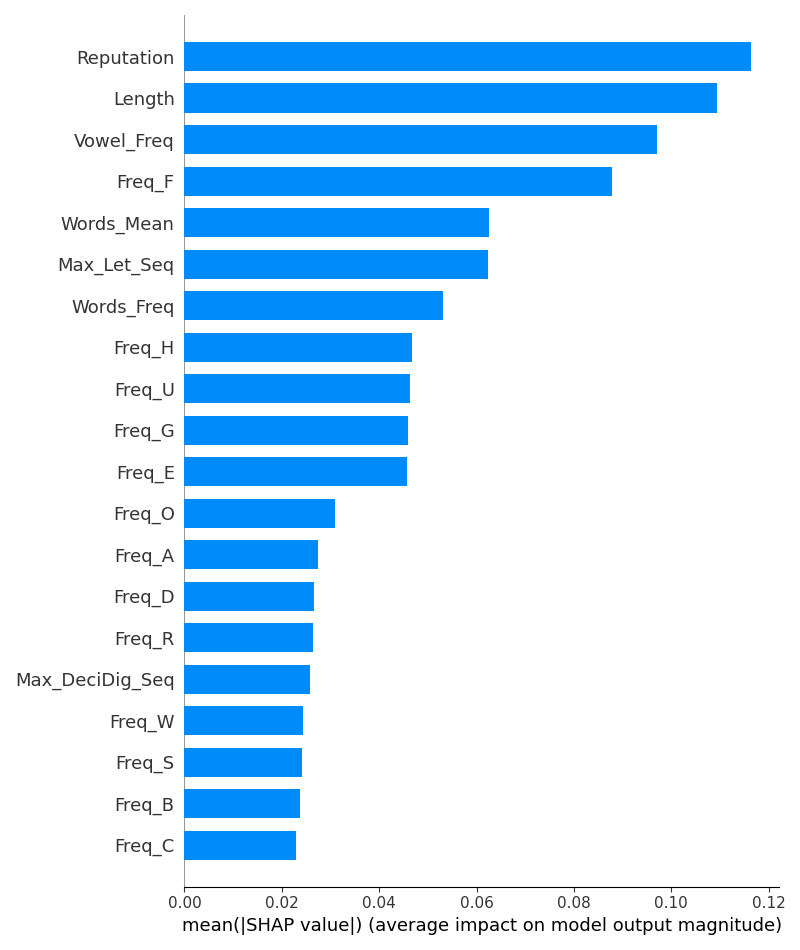 Reputation
Length
Vowel_Freq
Freq_F
Words_Mean
Max_Let_Seq
Words_Freq
Freq_H
Freq_U
Freq_G
Freq_E
Freq_O
Freq_A
Freq_D
Freq_R
Max_DeciDig_Seq
Freq_W
Freq_S
Freq_B
Freq_C
0.00 0.02 0.04 0.06 0.08 0.10 0.12
mean(|SHAP value|) (average impact on model output magnitude)